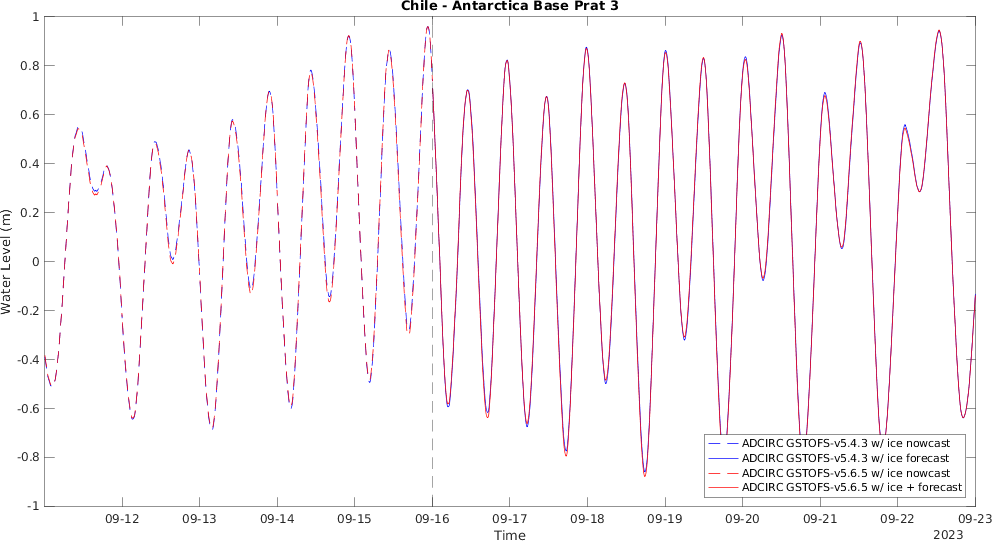 Chile - Antarctica Base Prat 3
Water Level (m)
1
0.8
0.6
0.4
0.2
0
-0.2
-0.4
-0.6
-0.8
-1
ADCIRC GSTOFS-v5.4.3 w/ ice nowcast
ADCIRC GSTOFS-v5.4.3 w/ ice forecast
ADCIRC GSTOFS-v5.6.5 w/ ice nowcast
ADCIRC GSTOFS-v5.6.5 w/ ice + forecast
09-12 09-13 09-14 09-15 09-16 09-17 09-18 09-19 09-20 09-21 09-22 09-23
Time
2023